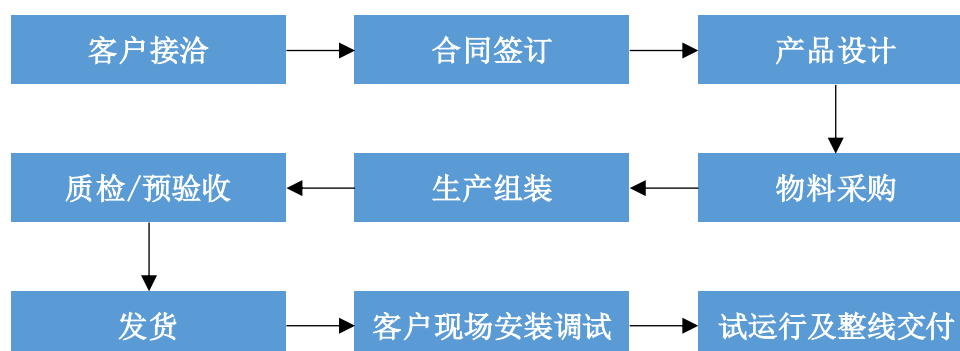 客户接洽
合同签订
产品设计
质检/预验收
生产组装
物料采购
发货
客户现场安装调试
试运行及整线交付